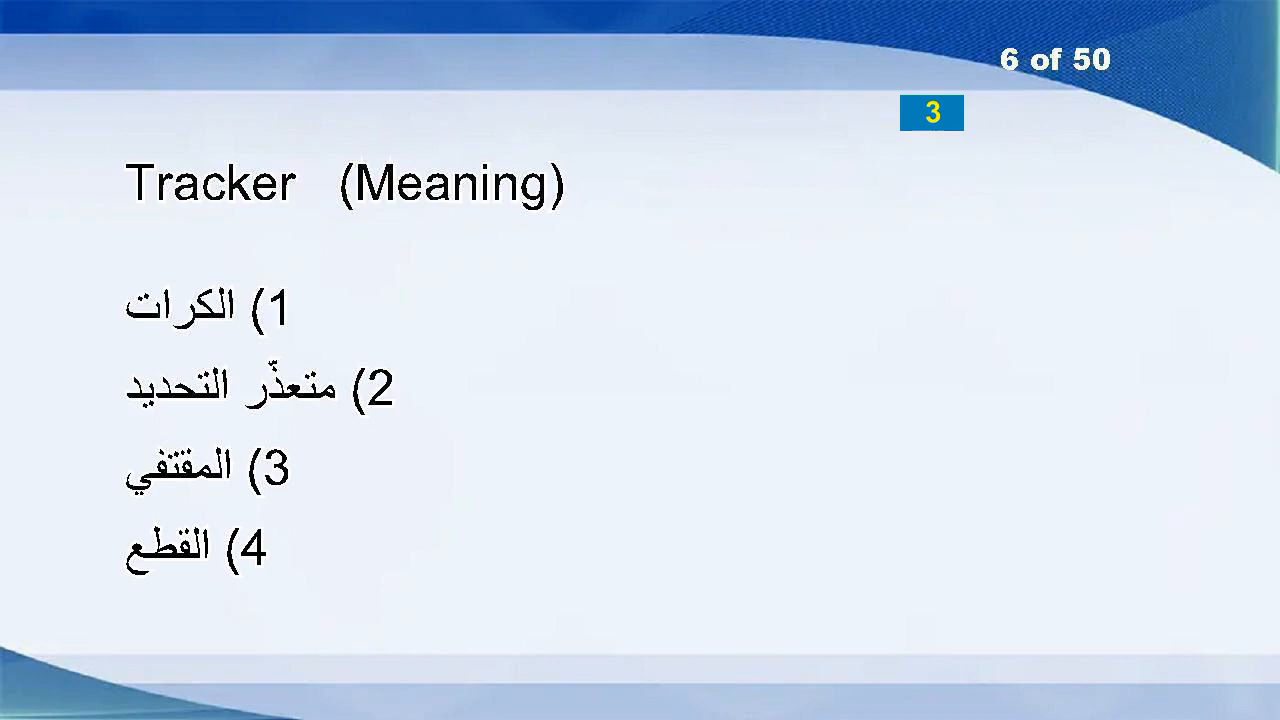 6 of 50
3
Tracker (Meaning)
1) الكرات
2) متعذّر التحديد
3) المقتفي
4) القطع